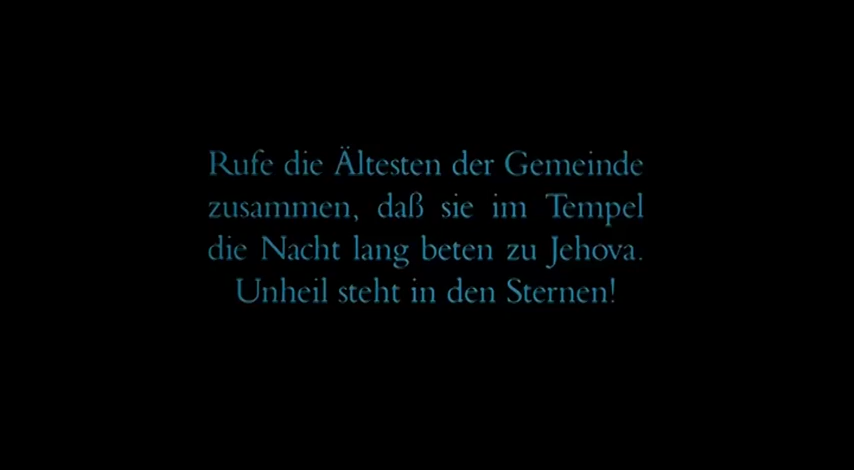 Rufe die Ältesten der Gemeinde
zusammen, daß sie im Tempel
die Nacht lang beten zu Jehova.
Unheil steht in den Sternen!